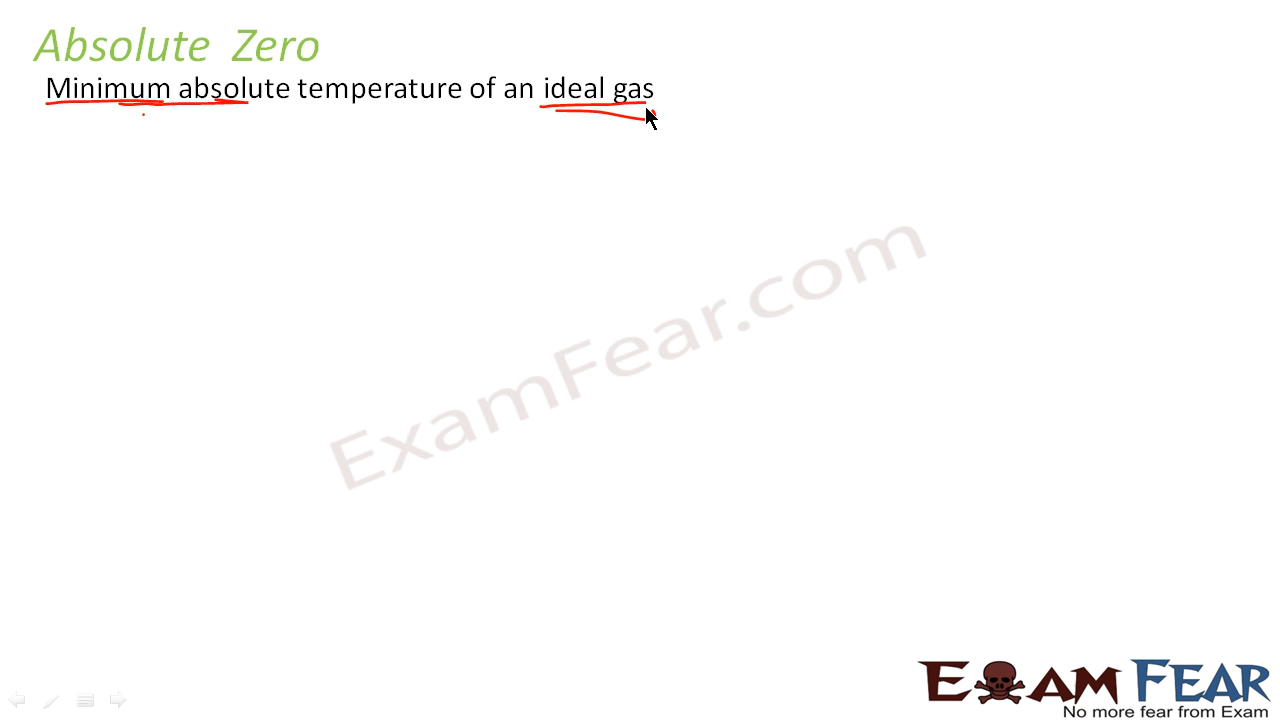 Absolute Zero
Minimum absolute temperature of an ideal gas
ExamFear.com
EXAM FEAR
No more fear from Exam